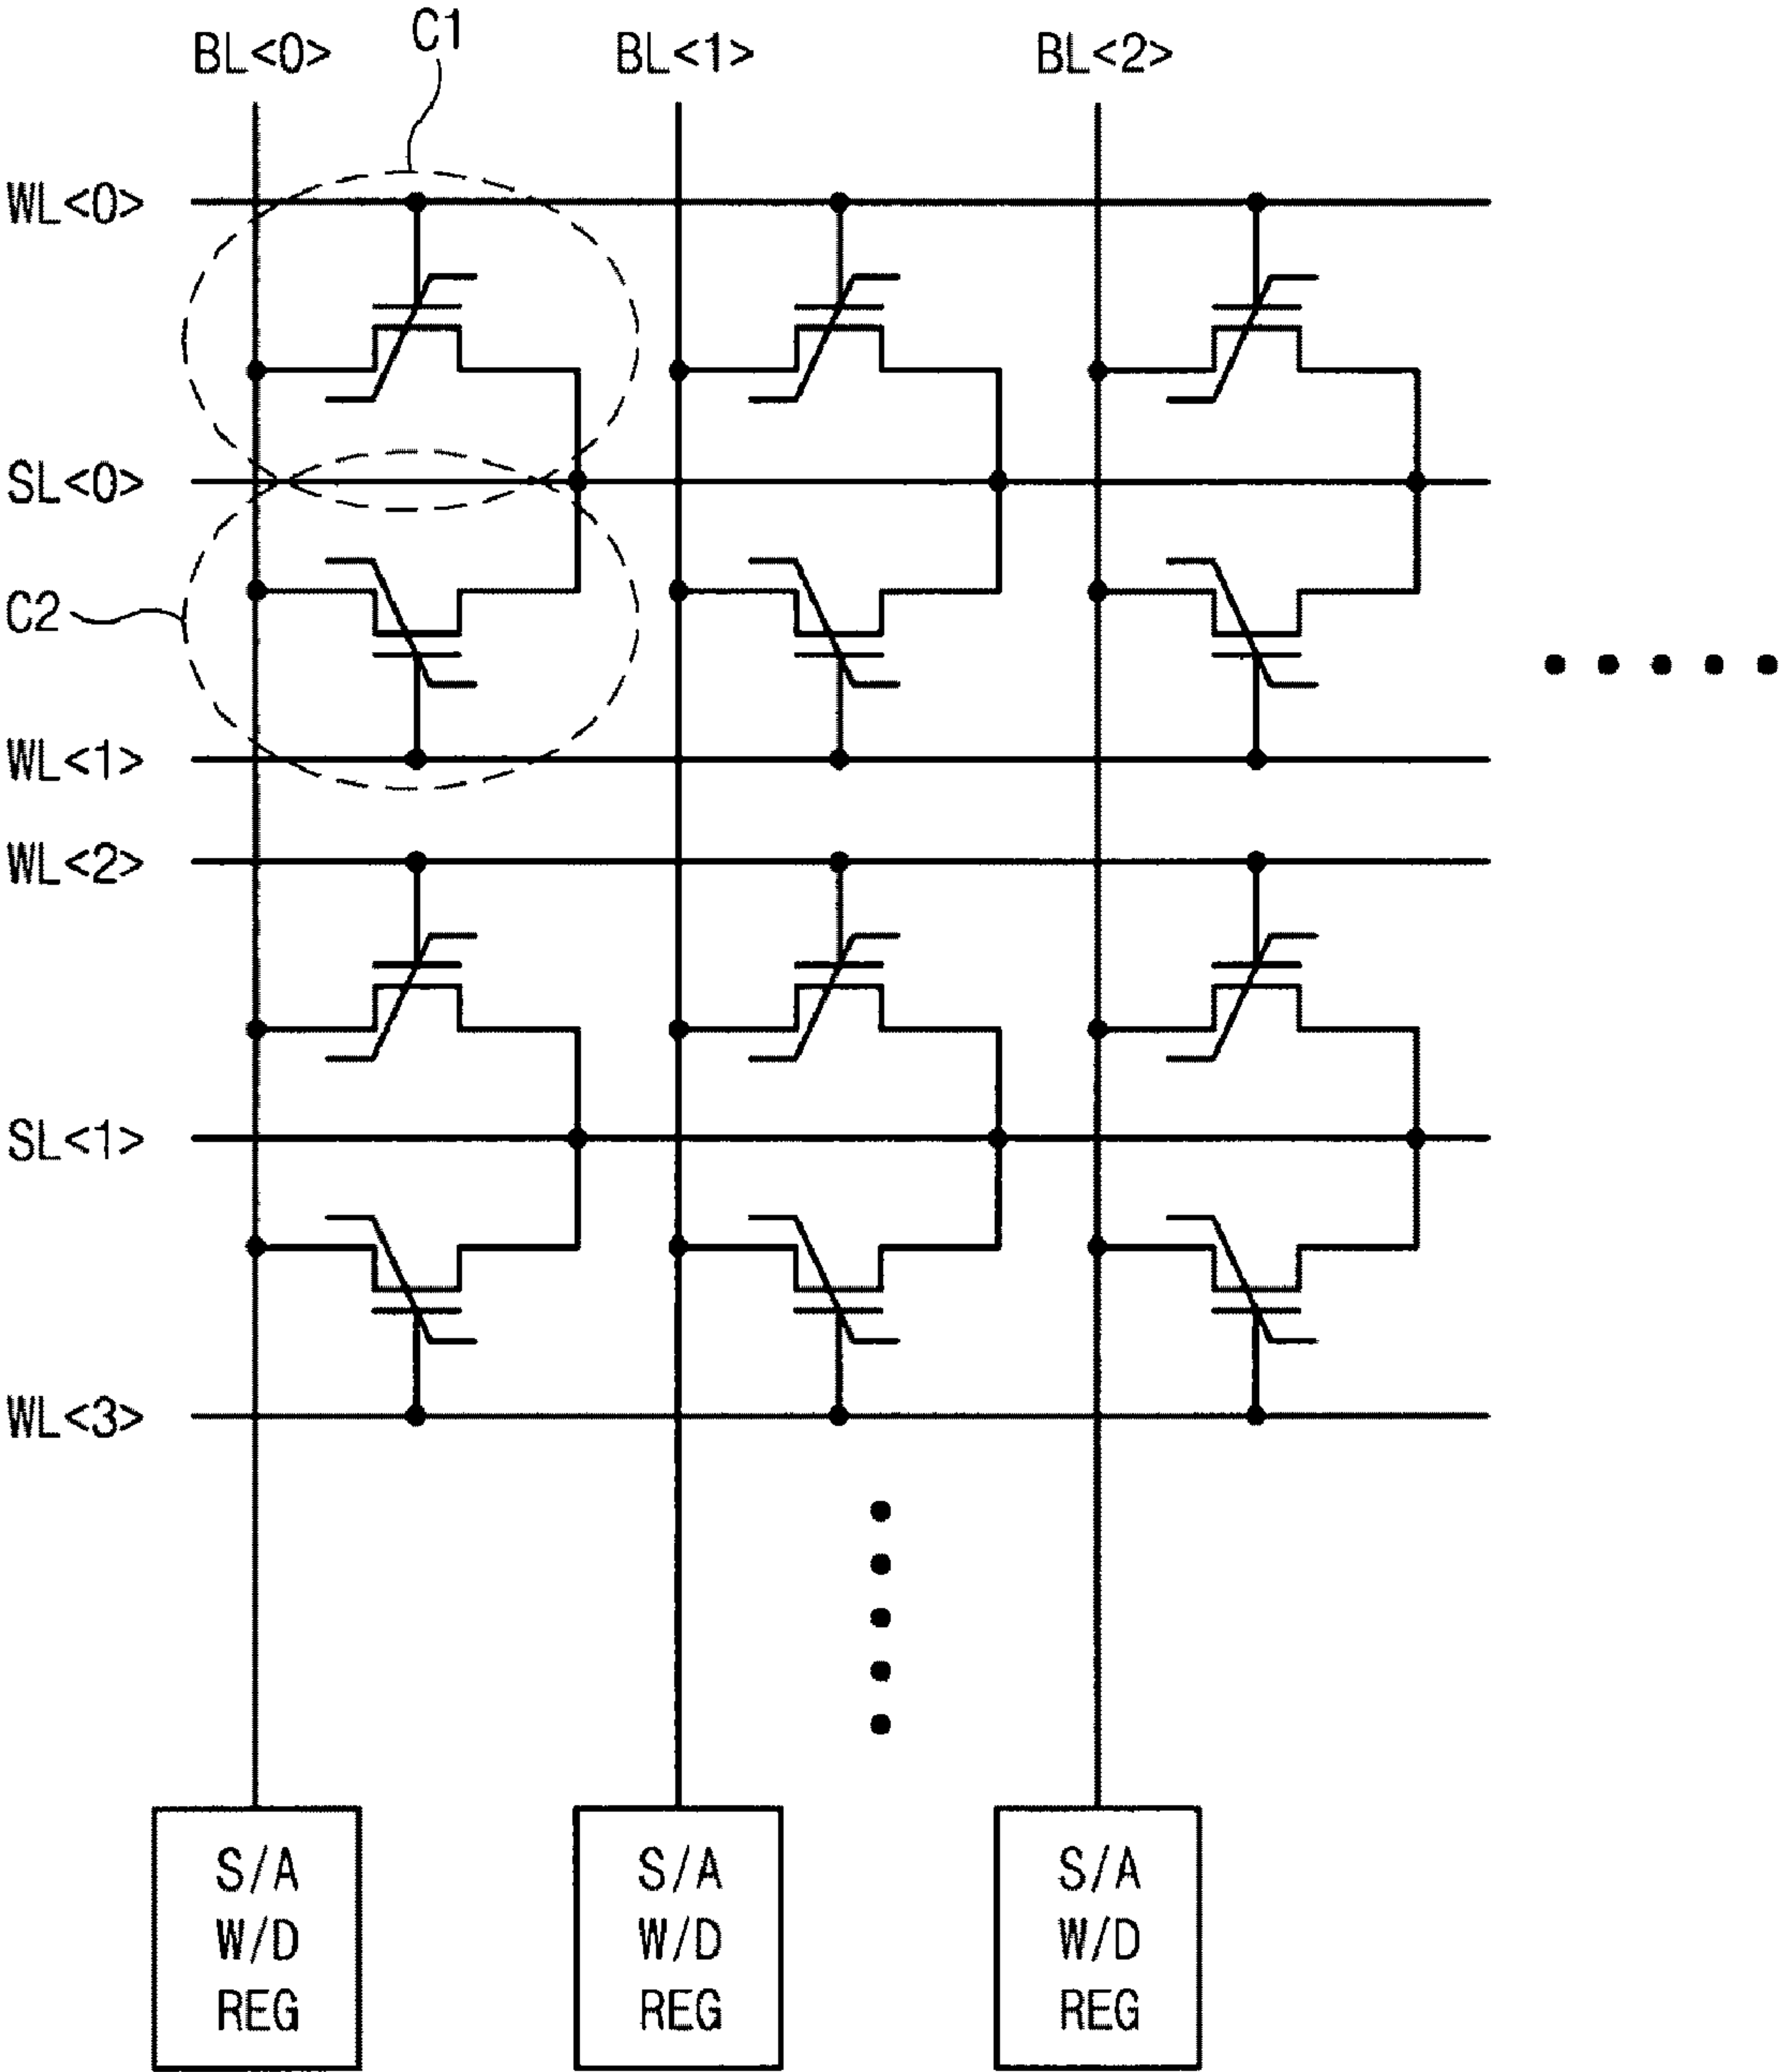 C1
BL<0> BL<1> BL<2>
WL<0>
SL<0>
C2
WL<1>
WL<2>
SL<1>
WL<3>
S/A
W/D
REG
S/A
W/D
REG
S/A
W/D
REG